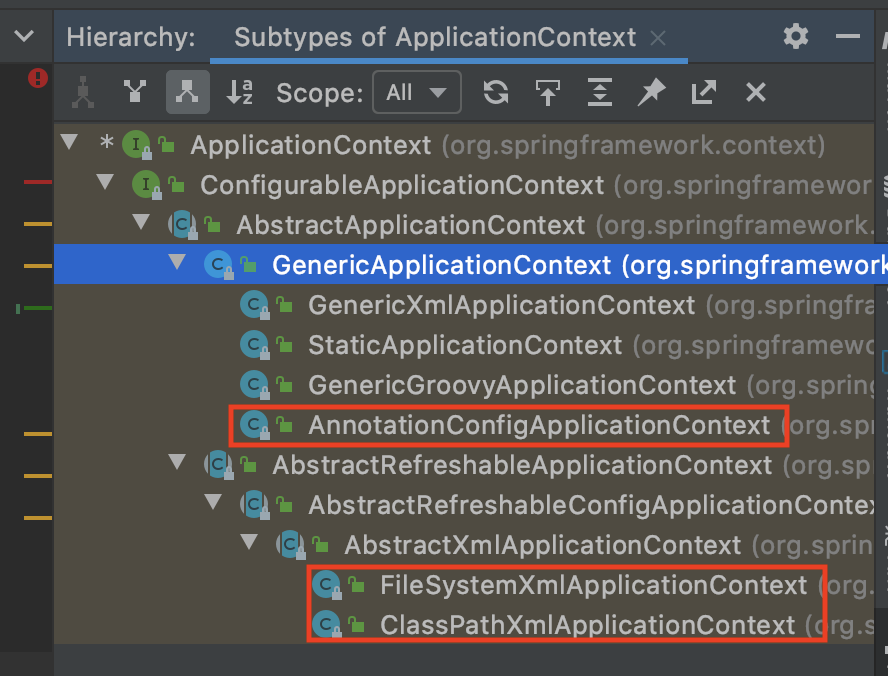 Hierarchy: Subtypes of ApplicationContext
Scope: All
* ApplicationContext (org.springframework.context)
ConfigurableApplicationContext (org.springframewor
AbstractApplicationContext (org.springframework.
GenericApplicationContext (org.springframework
GenericXmlApplicationContext (org.springfra
StaticApplicationContext (org.springframewo
GenericGroovyApplicationContext (org.spring
AnnotationConfigApplicationContext (org.spr
AbstractRefreshableApplicationContext (org.sp
AbstractRefreshableConfigApplicationContex
AbstractXmlApplicationContext (org.sprin
FileSystemXmlApplicationContext (org.
ClassPathXmlApplicationContext (org.s